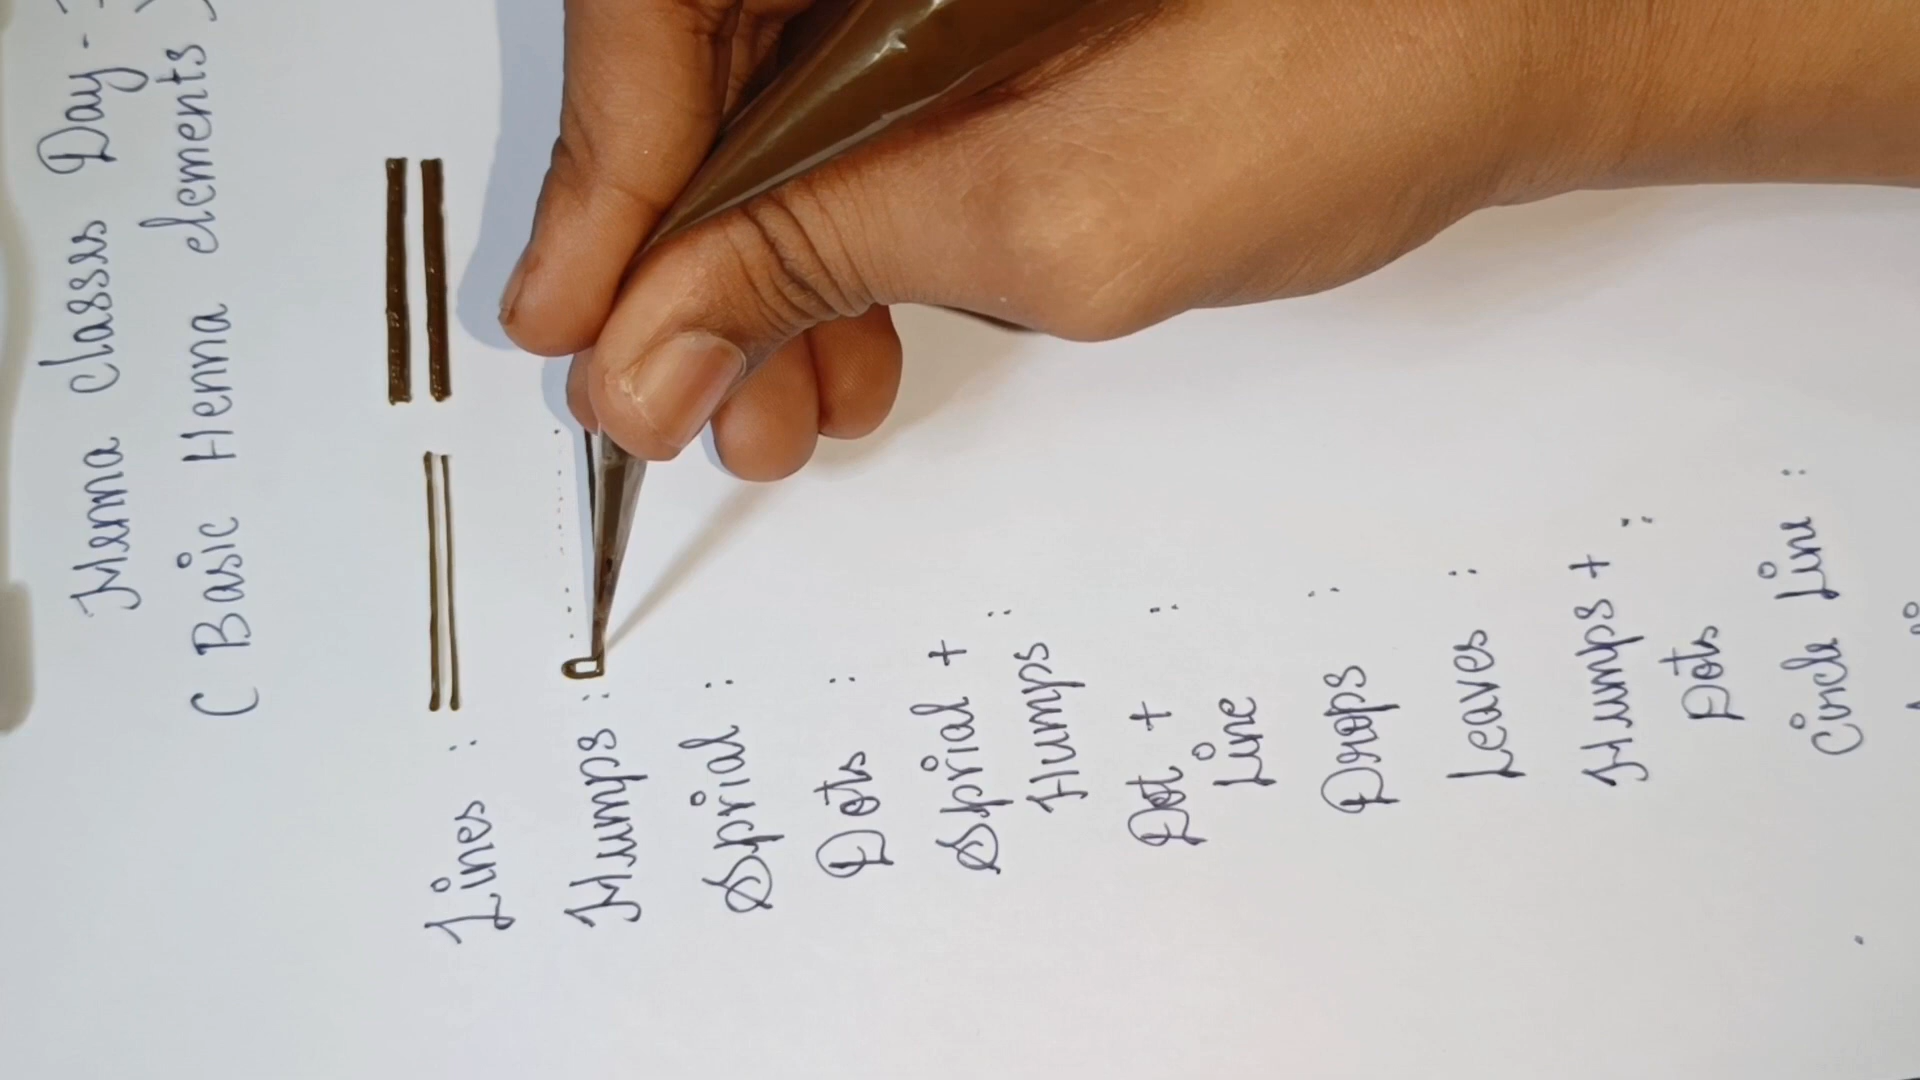 Henna classes Day -
( Basic Henna elements )
Lines :
Humps :
Sprial :
Dots :
Sprial +
Humps :
Dot +
Line :
Drops :
Leaves :
Humps +
Dots :
Circle Line :